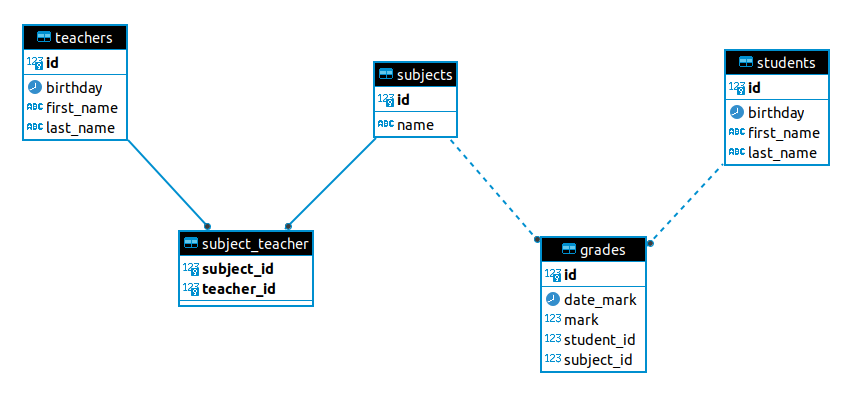 teachers
123 id
birthday
ABC first_name
ABC last_name
subjects
123 id
ABC name
students
123 id
birthday
ABC first_name
ABC last_name
subject_teacher
123 subject_id
123 teacher_id
grades
123 id
date_mark
123 mark
123 student_id
123 subject_id